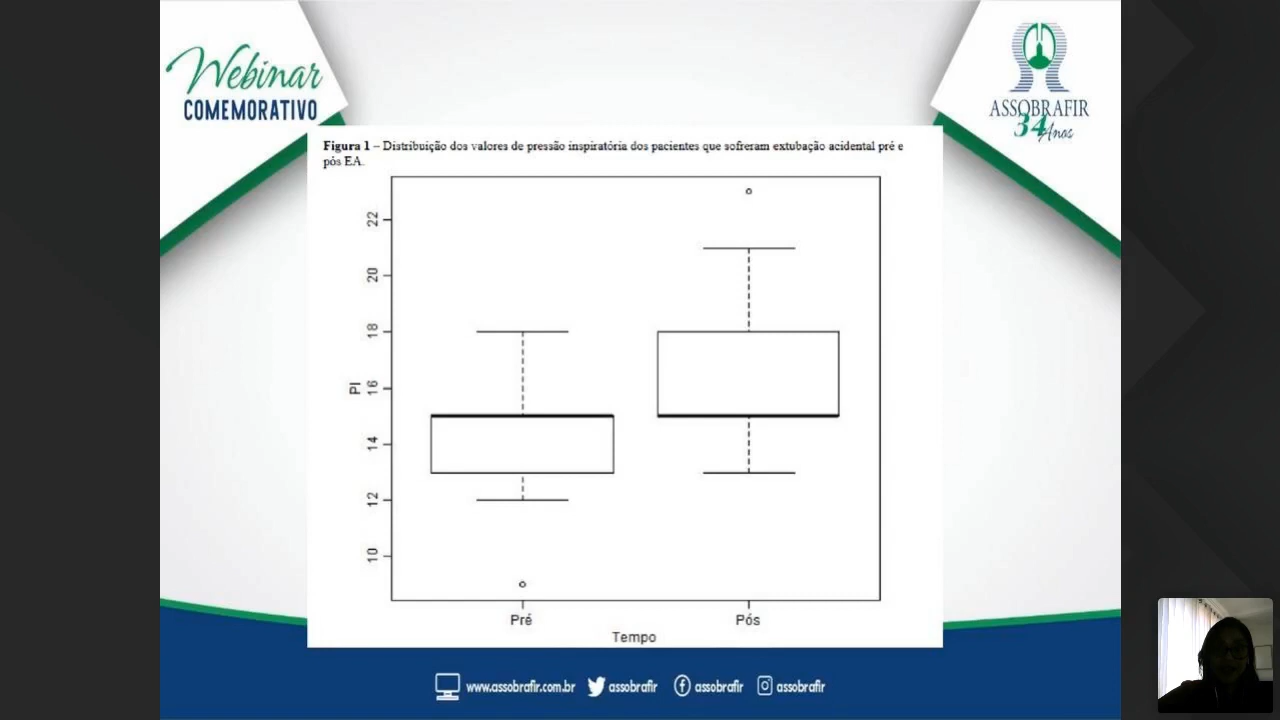 Webinar
COMEMORATIVO
ASSOBRAFIR
34 Anos
Figura 1 – Distribuição dos valores de pressão inspiratória dos pacientes que sofreram extubação acidental pré e
pós EA.
22
20
18
16
14
12
10
PI
Pré
Pós
Tempo
www.assobrafir.com.br
assobrafir
assobrafir
assobrafir